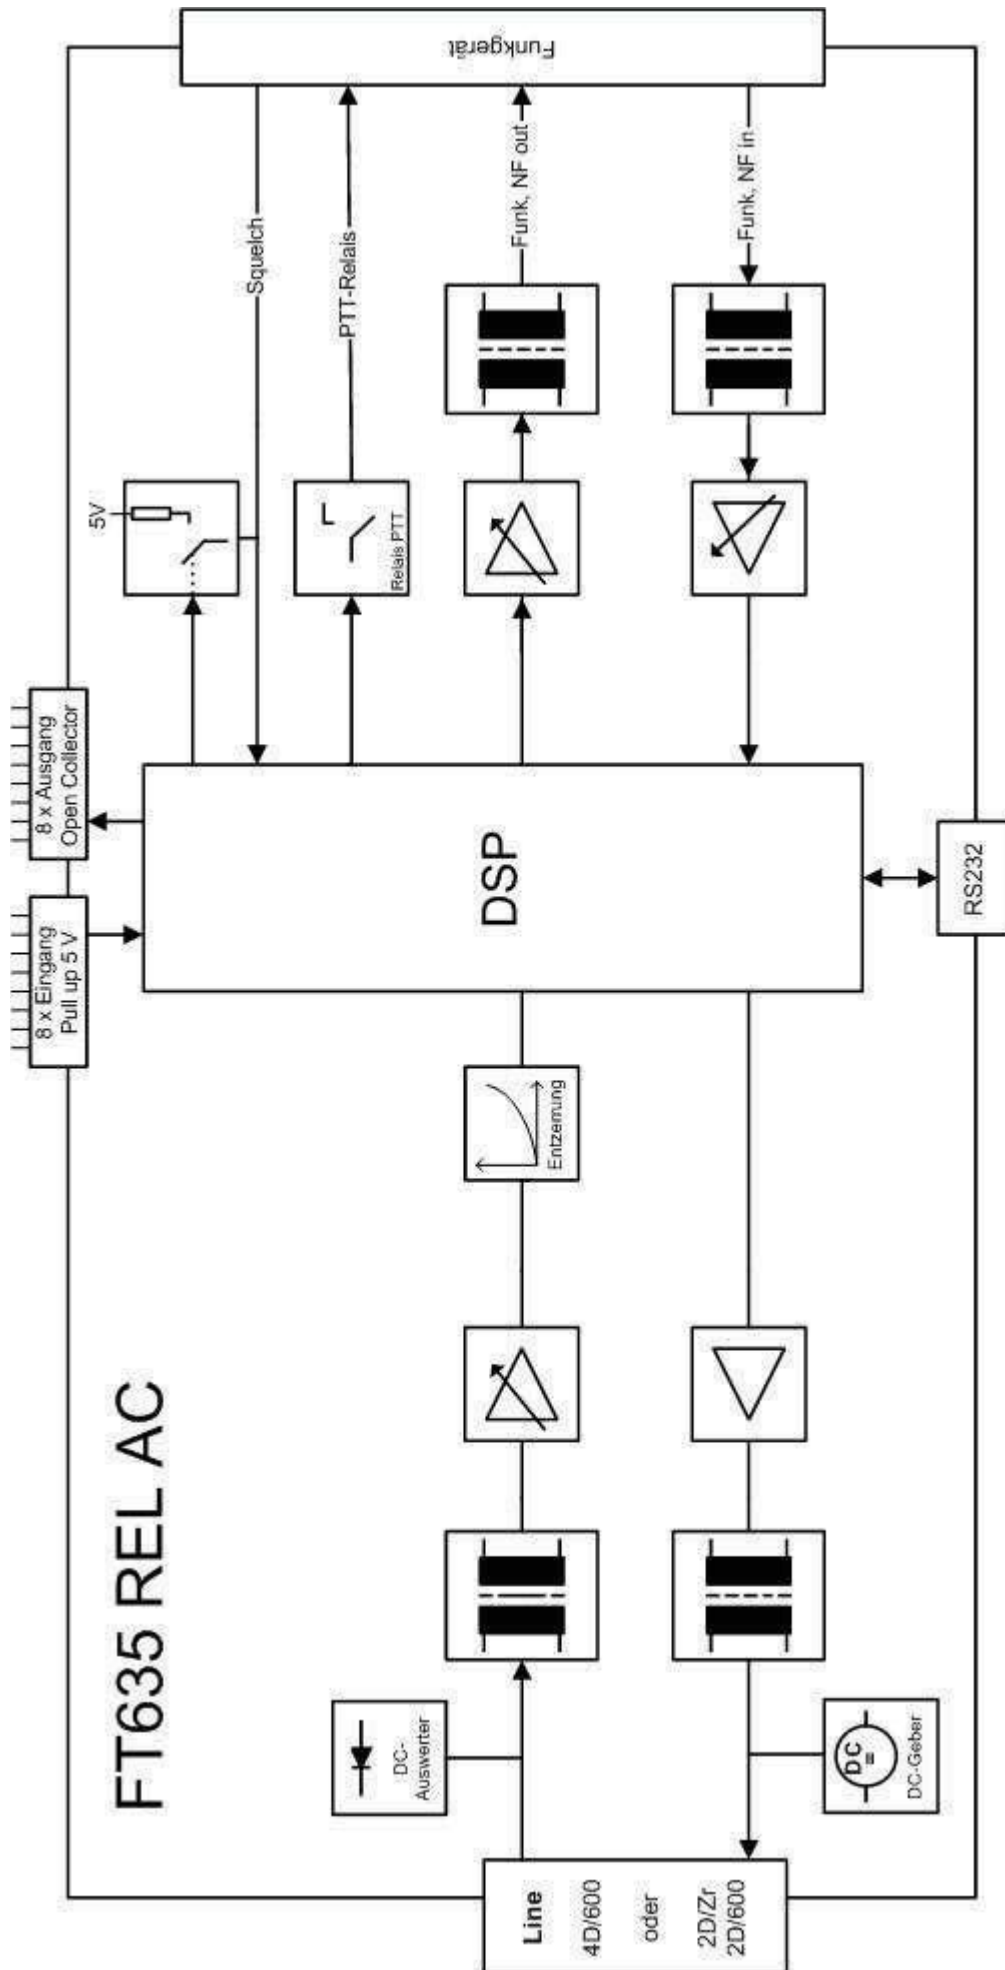 FT635 REL AC
8 x Eingang
Pull up 5 V
8 x Ausgang
Open Collector
5V
Squelch
Relais PTT
PTT-Relais
Funkgerät
DC-
Auswerter
Entzerrung
DSP
Funk, NF out
Line
4D/600
oder
2D/Zr
2D/600
Funk, NF in
DC
=
DC-Geber
RS232